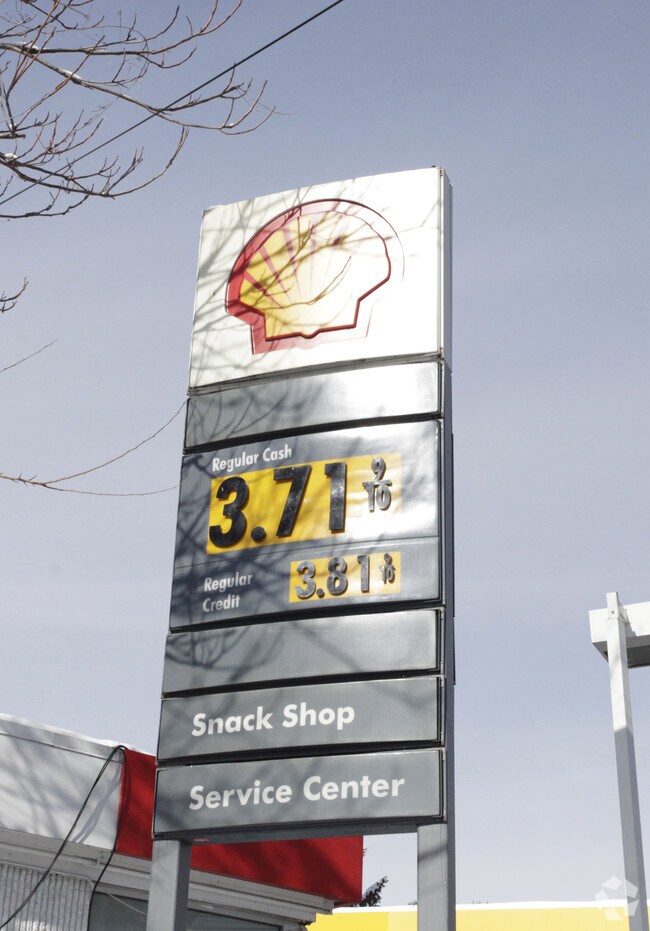 Regular Cash
3.71 9/10
Regular
Credit
3.81 9/10
Snack Shop
Service Center